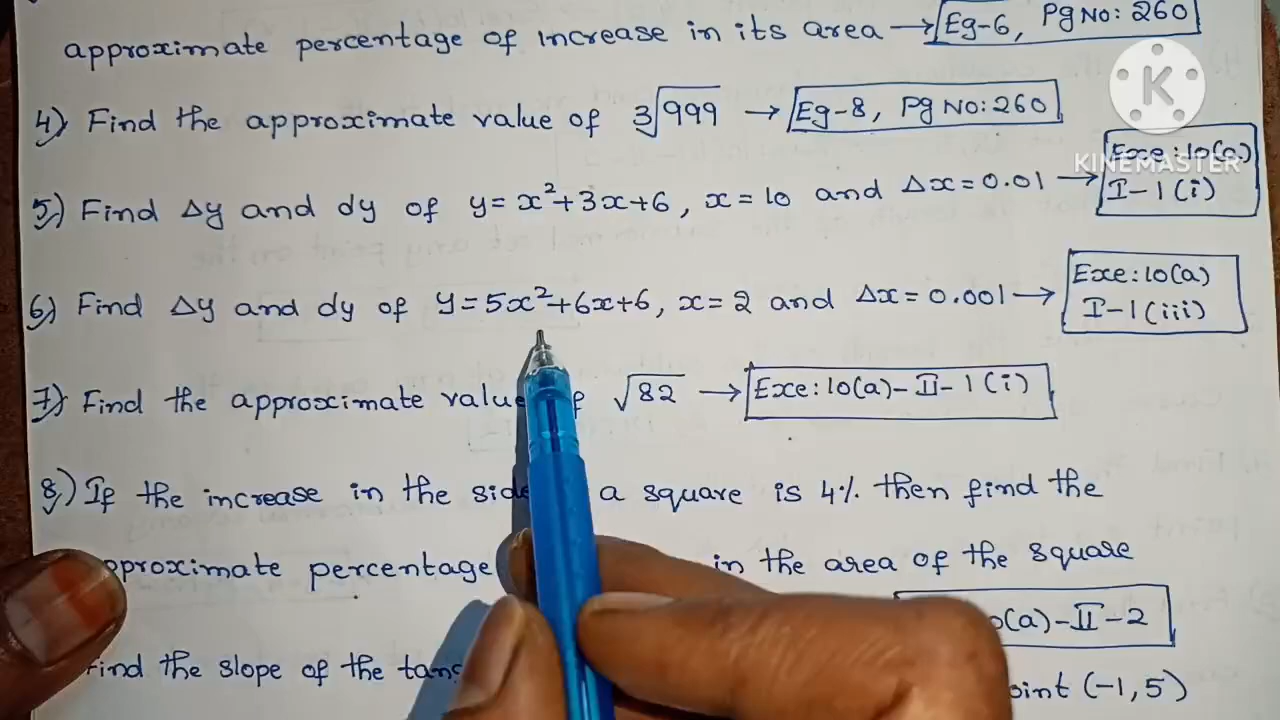 approximate percentage of increase in its area → Eg-6, Pg No: 260
4) Find the approximate value of 3√999 → Eg-8, Pg No: 260
K
KINEMASTER
5) Find Δy and dy of y = x²+3x+6, x = 10 and Δx = 0.01 → Exe: 10(a)
I-1(i)
6) Find Δy and dy of y = 5x²+6x+6, x = 2 and Δx = 0.001 → Exe: 10(a)
I-1(iii)
7) Find the approximate value f √82 → Exe: 10(a)-II-1(i)
8) If the increase in the side a square is 4% then find the
pproximate percentage in the area of the square
o(a)-II-2
Find the slope of the tang oint (-1,5)